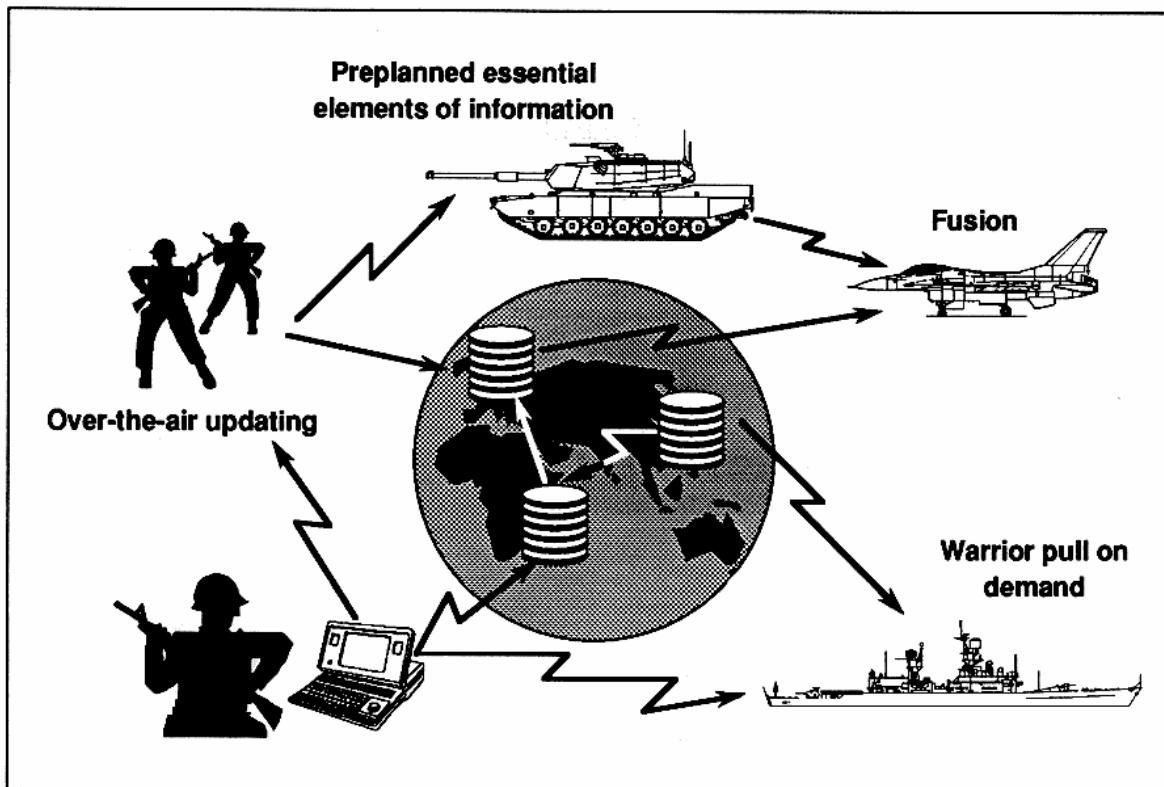 Preplanned essential
elements of information
Fusion
Over-the-air updating
Warrior pull on
demand